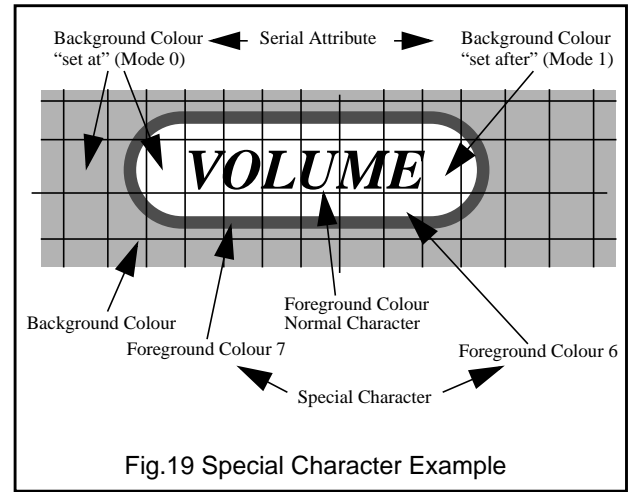 Background Colour Serial Attribute Background Colour
“set at” (Mode 0) “set after” (Mode 1)
VOLUME
Foreground Colour
Normal Character
Background Colour
Foreground Colour 7
Foreground Colour 6
Special Character
Fig.19 Special Character Example